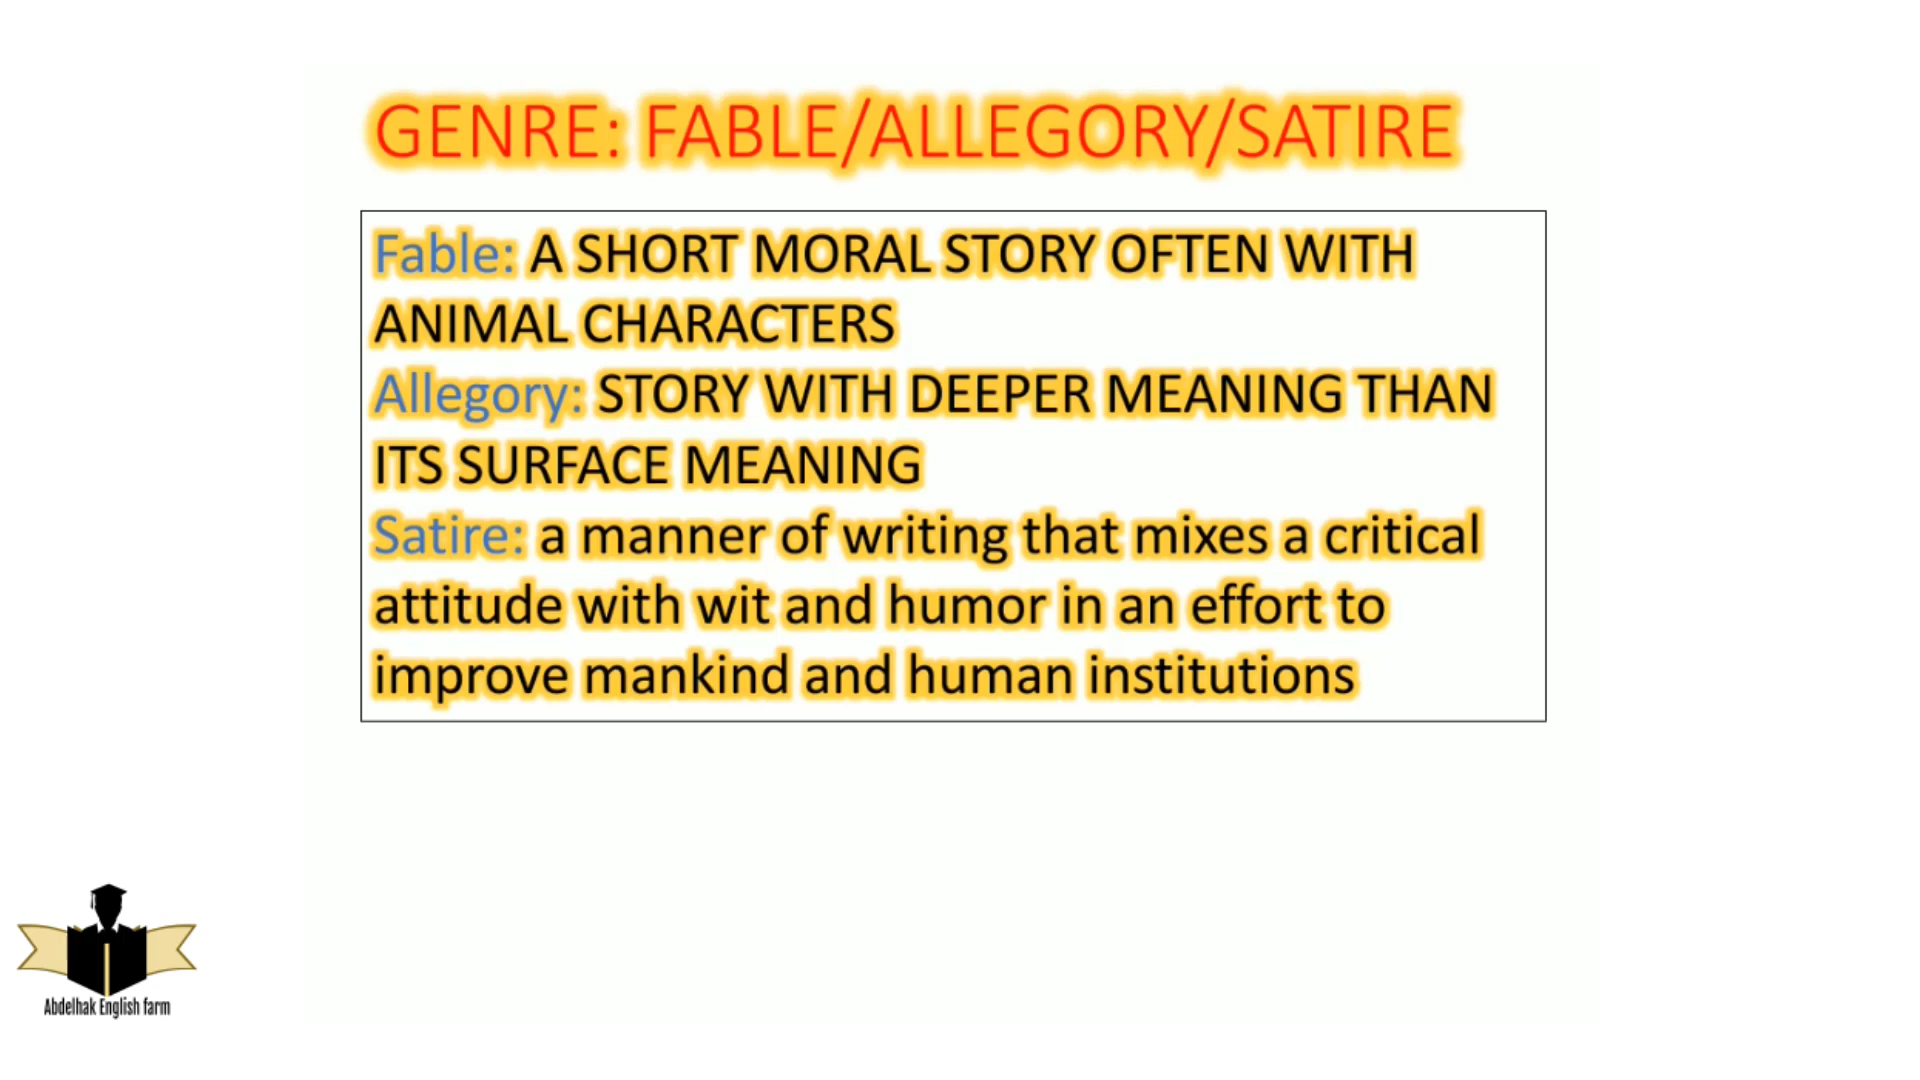 GENRE: FABLE/ALLEGORY/SATIRE
Fable: A SHORT MORAL STORY OFTEN WITH
ANIMAL CHARACTERS
Allegory: STORY WITH DEEPER MEANING THAN
ITS SURFACE MEANING
Satire: a manner of writing that mixes a critical
attitude with wit and humor in an effort to
improve mankind and human institutions
Abdelhak English farm